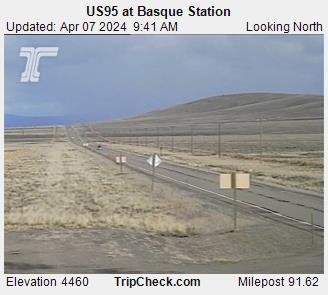 US95 at Basque Station
Updated: Apr 07 2024 9:41 AM Looking North
Elevation 4460 TripCheck.com Milepost 91.62